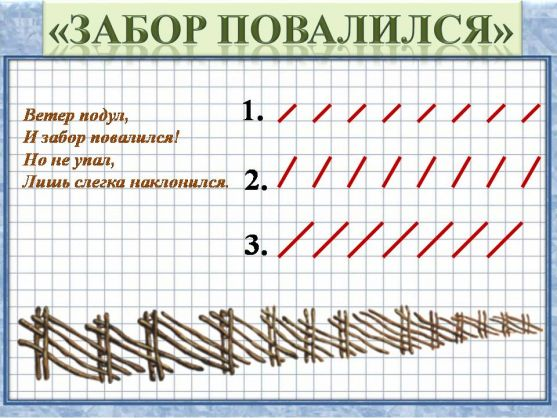 «ЗАБОР ПОВАЛИЛСЯ»
Ветер подул,
И забор повалился!
Но не упал,
Лишь слегка наклонился.
1.
2.
3.